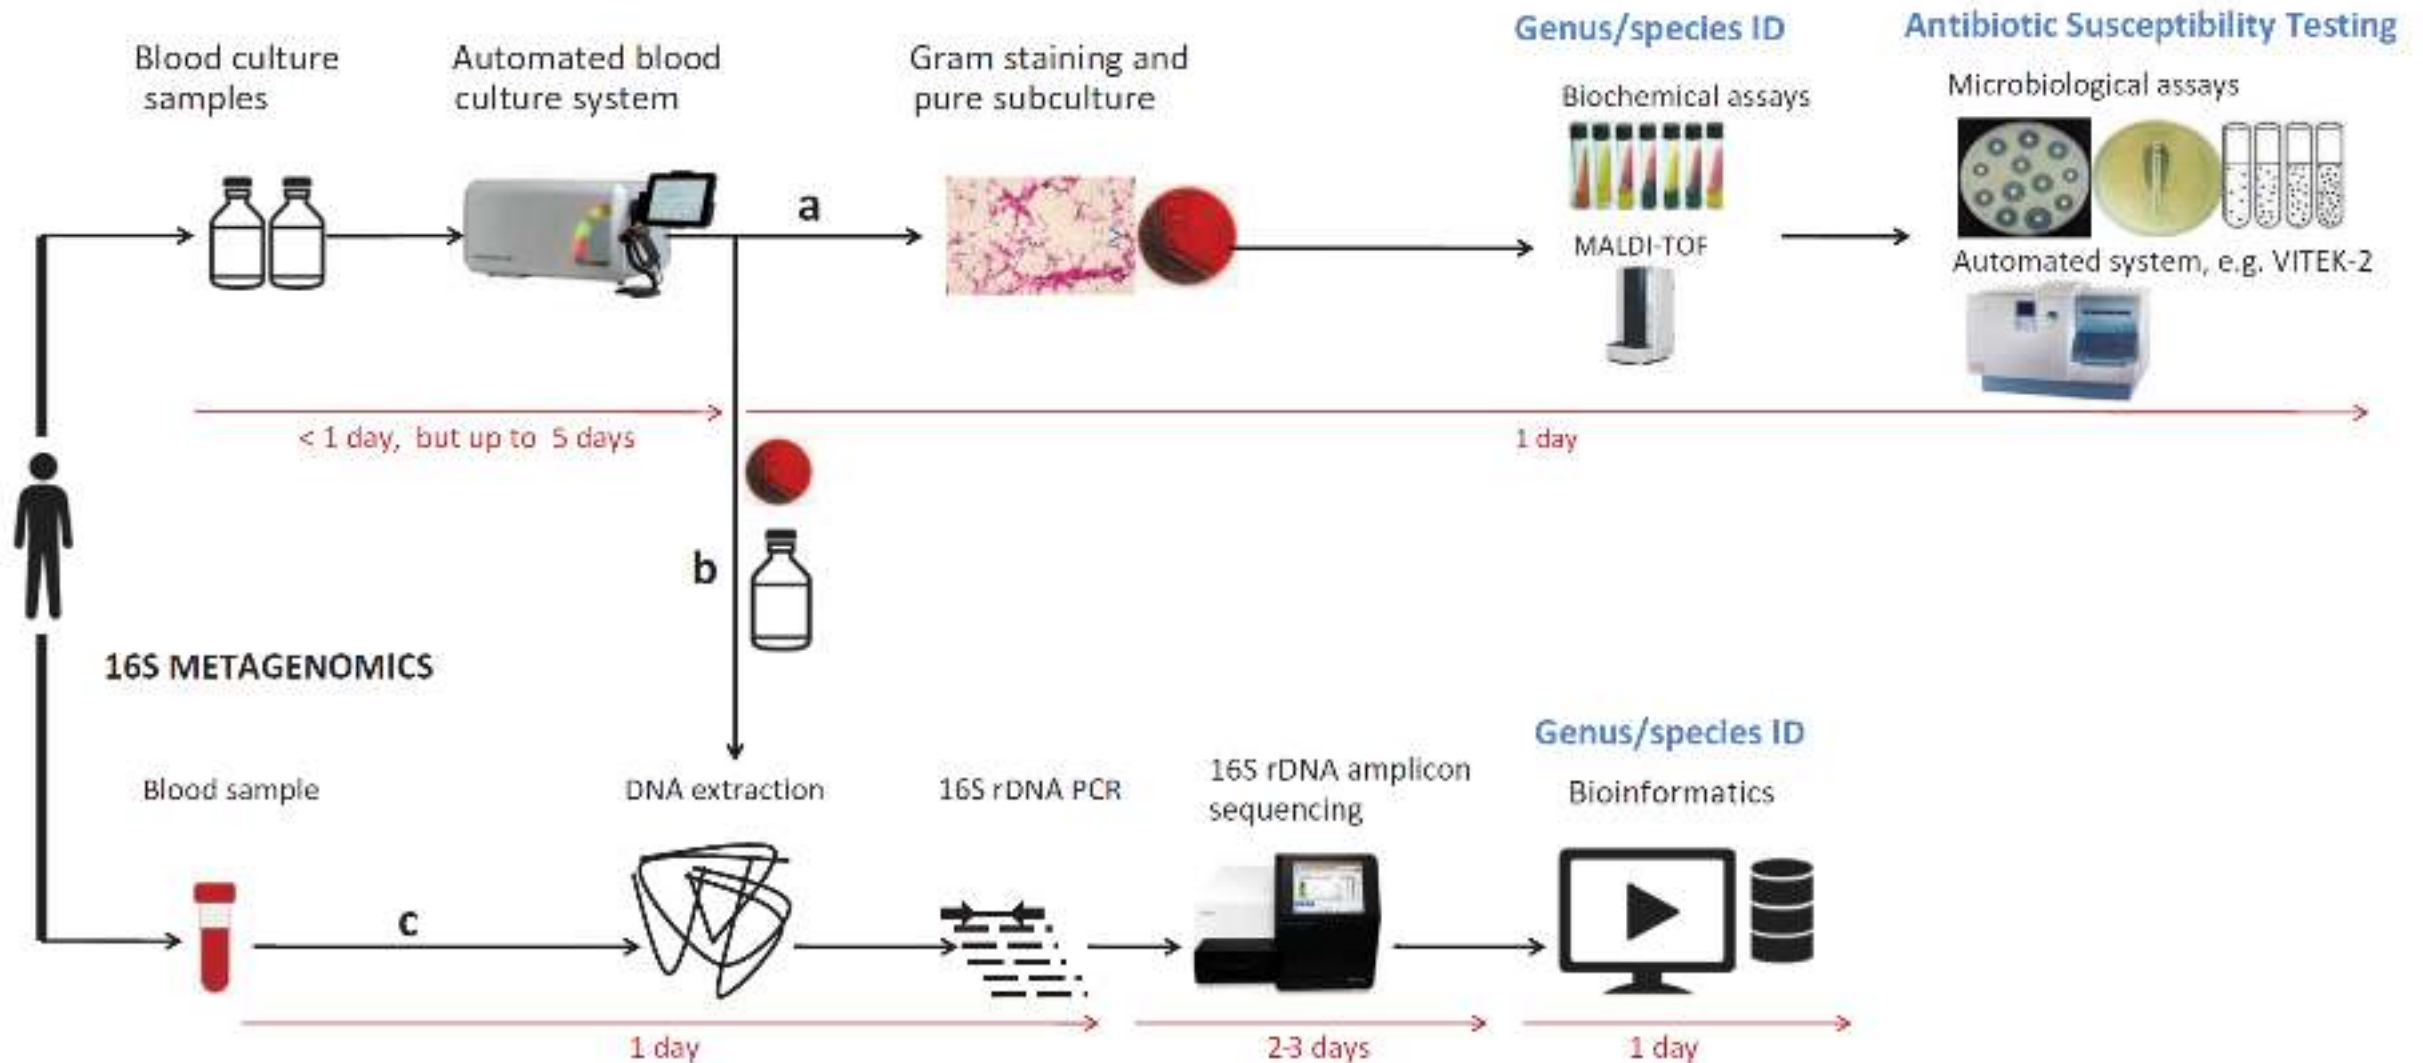 Genus/species ID
Antibiotic Susceptibility Testing
Blood culture
samples
Automated blood
culture system
Gram staining and
pure subculture
Biochemical assays
Microbiological assays
a
MALDI-TOF
Automated system, e.g. VITEK-2
< 1 day, but up to 5 days
1 day
b
16S METAGENOMICS
Genus/species ID
Blood sample
DNA extraction
16S rDNA PCR
16S rDNA amplicon
sequencing
Bioinformatics
c
1 day
2-3 days
1 day